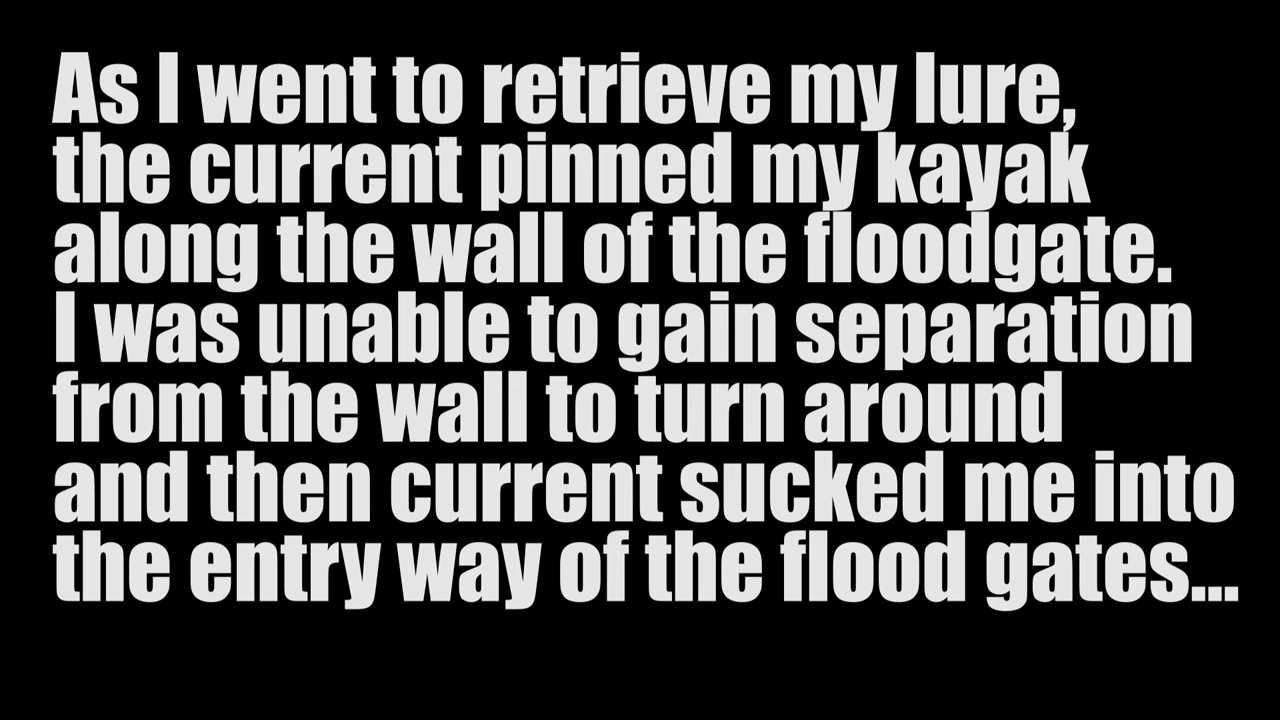 As I went to retrieve my lure,
the current pinned my kayak
along the wall of the floodgate.
I was unable to gain separation
from the wall to turn around
and then current sucked me into
the entry way of the flood gates...